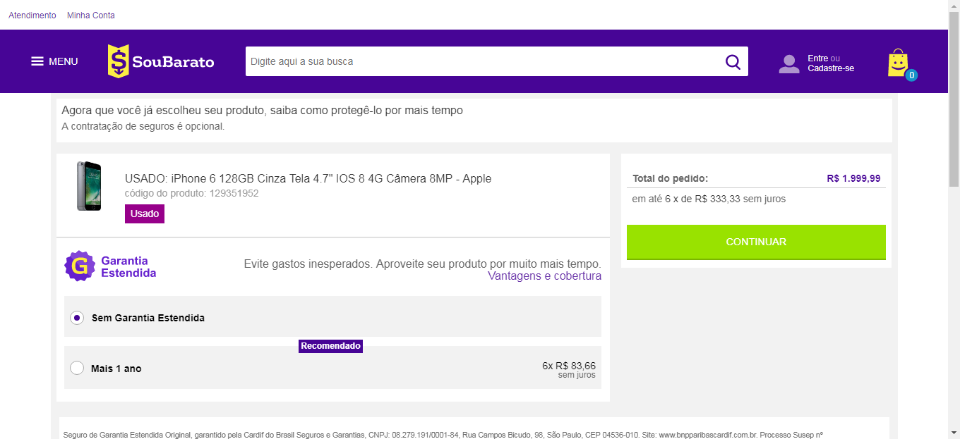 Atendimento Minha Conta
MENU
SouBarato
Digite aqui a sua busca
Entre ou
Cadastre-se
0
Agora que você já escolheu seu produto, saiba como protegê-lo por mais tempo
A contratação de seguros é opcional.
USADO: iPhone 6 128GB Cinza Tela 4.7" IOS 8 4G Câmera 8MP - Apple
código do produto: 129351952
Usado
Total do pedido: R$ 1.999,99
em até 6 x de R$ 333,33 sem juros
CONTINUAR
G
Garantia
Estendida
Evite gastos inesperados. Aproveite seu produto por muito mais tempo.
Vantagens e cobertura
Sem Garantia Estendida
Recomendado
Mais 1 ano
6x R$ 83,66
sem juros
Seguro de Garantia Estendida Original, garantido pela Cardif do Brasil Seguros e Garantias, CNPJ: 08.279.191/0001-84, Rua Campos Bicudo, 98, São Paulo, CEP 04536-010. Site: www.bnpparibascardif.com.br. Processo Susep nº